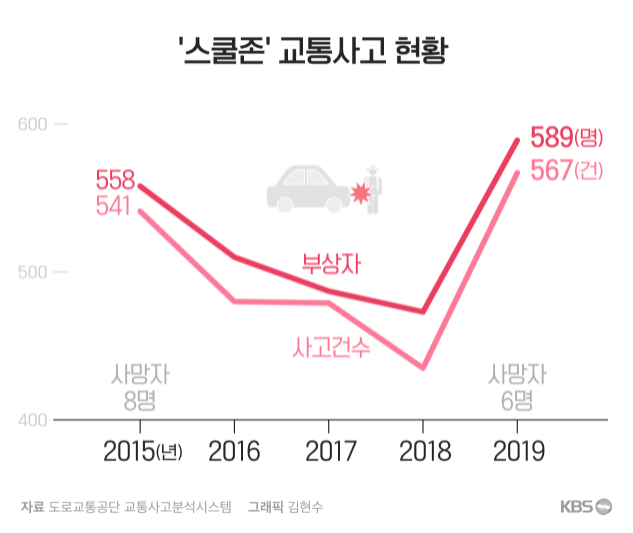 '스쿨존' 교통사고 현황
600
558
541
589(명)
567(건)
부상자
500
사고건수
사망자
8명
사망자
6명
400
2015(년) 2016 2017 2018 2019
자료 도로교통공단 교통사고분석시스템 그래픽 김현수
KBS